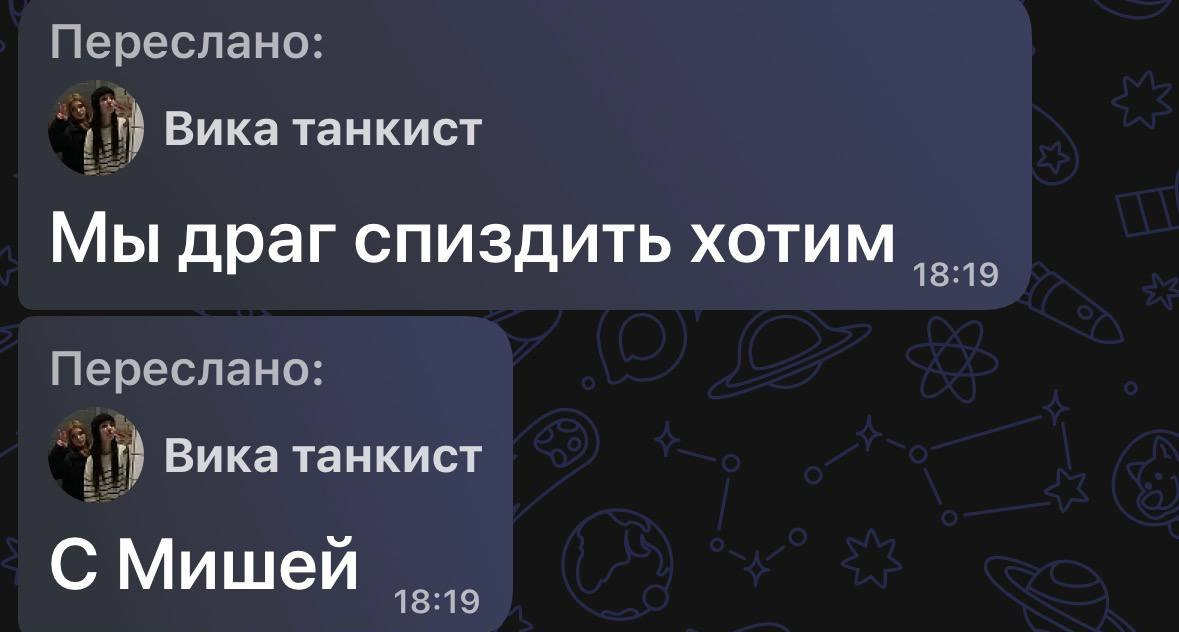 Переслано:
Вика танкист
Мы драг спиздить хотим
18:19
Переслано:
Вика танкист
С Мишей
18:19